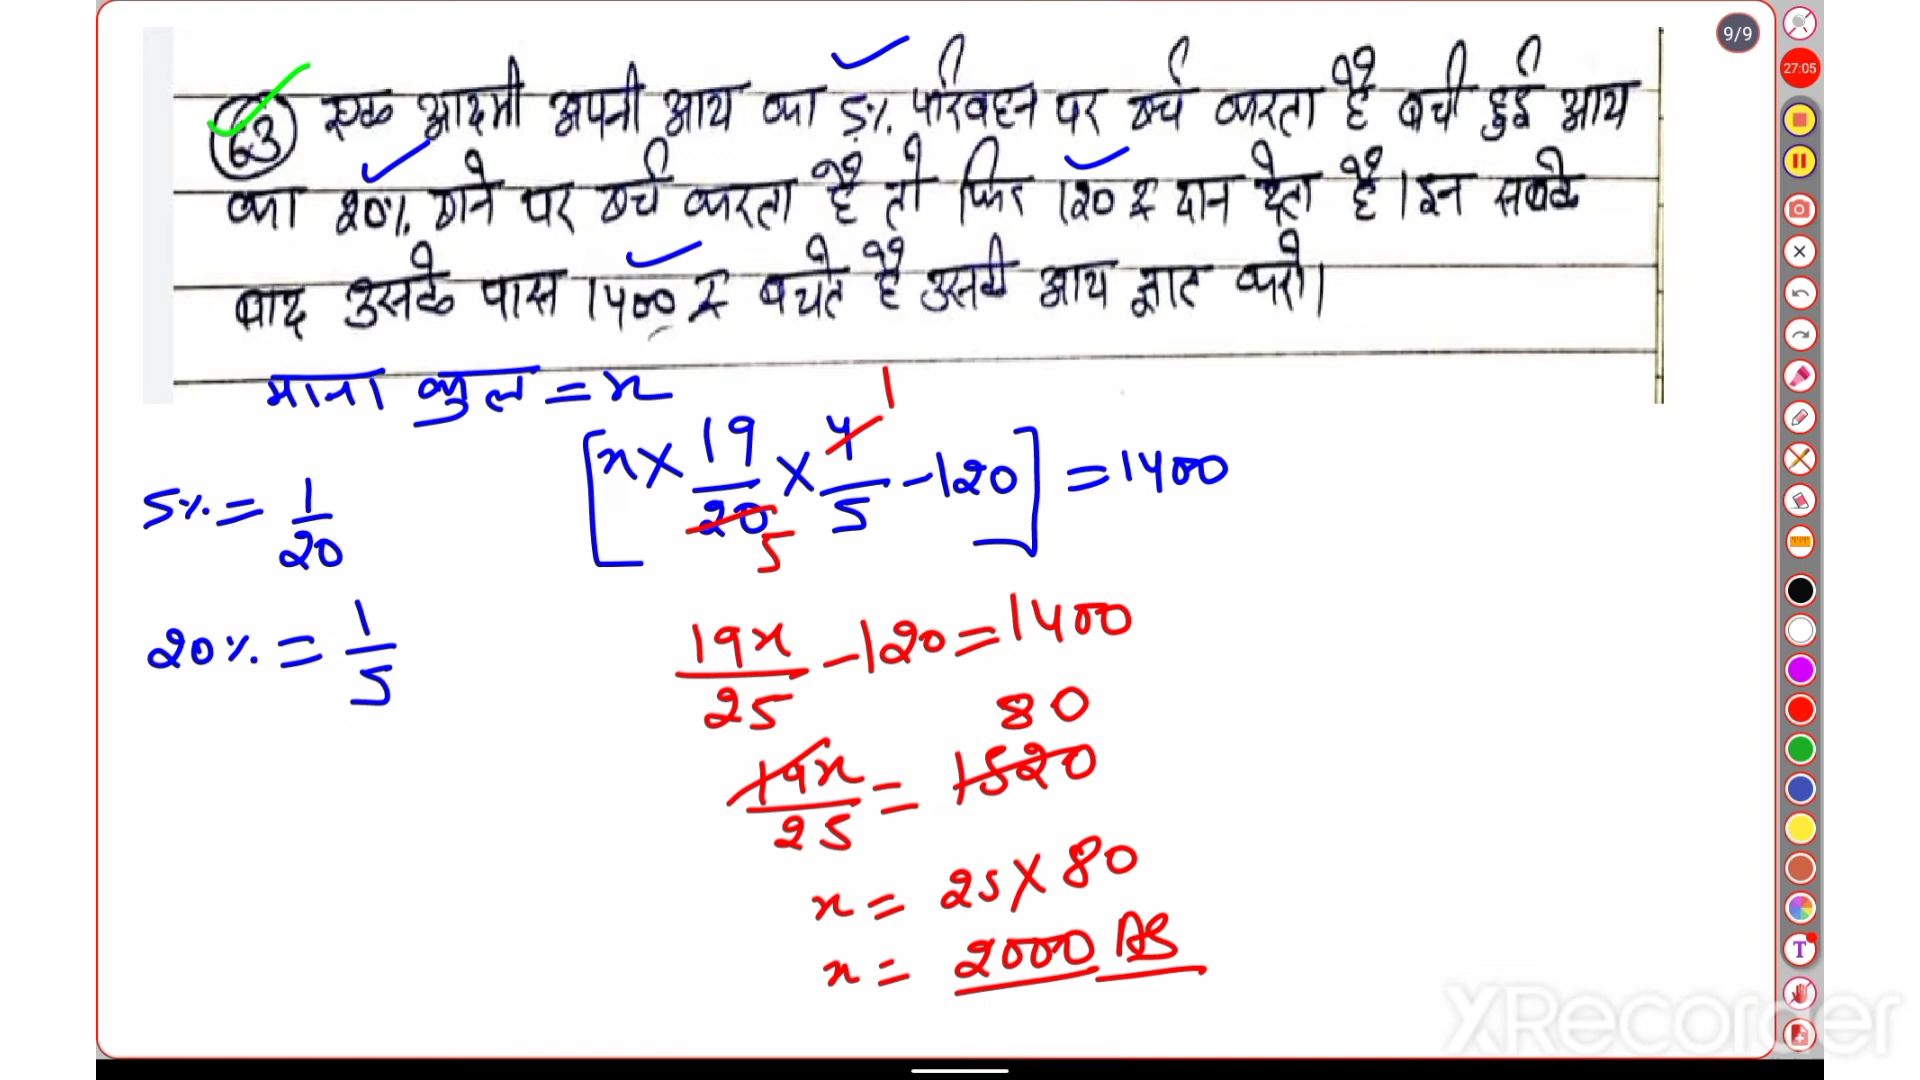 9/9
27:05
63 एक आदमी अपनी आय का 5% परिवहन पर खर्च करता है बची हुई आय
का 20% खाने पर खर्च करता है तो फिर 120 ₹ दान देता है। इन सबके
बाद उसके पास 1400 ₹ बचते है उसकी आय ज्ञात करो।
माना कुल = x
1
[x × 19/20 × 4/5 - 120] = 1400
5
5% = 1/20
20% = 1/5
19x/25 - 120 = 1400
80
19x/25 = 1520
x = 25 × 80
x = 2000 RS
T
XRecorder